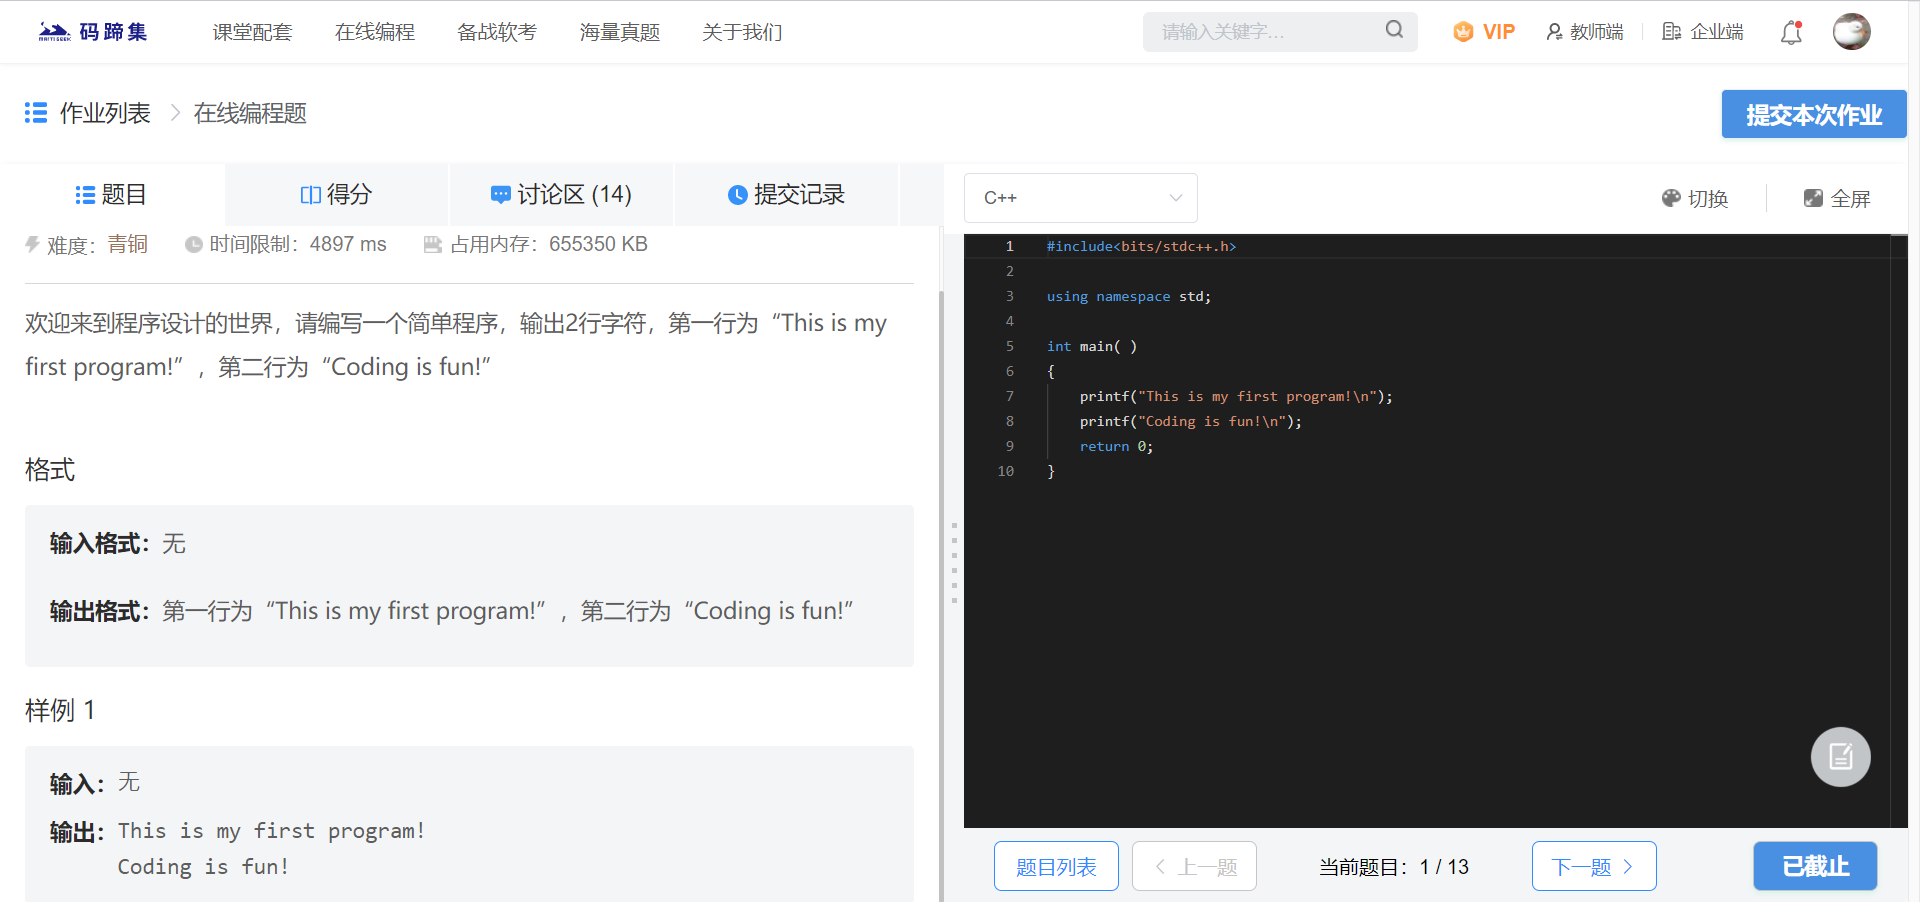 码蹄集
MAITI GEEK
课堂配套 在线编程 备战软考 海量真题 关于我们
请输入关键字...
VIP 教师端 企业端
作业列表 > 在线编程题
提交本次作业
题目 得分 讨论区 (14) 提交记录
难度：青铜 时间限制：4897 ms 占用内存：655350 KB
欢迎来到程序设计的世界，请编写一个简单程序，输出2行字符，第一行为“This is my
first program!”，第二行为“Coding is fun!”
格式
输入格式：无
输出格式：第一行为“This is my first program!”，第二行为“Coding is fun!”
样例 1
输入：无
输出：This is my first program!
Coding is fun!
C++
切换 全屏
1 #include<bits/stdc++.h>
2
3 using namespace std;
4
5 int main( )
6 {
7     printf("This is my first program!\n");
8     printf("Coding is fun!\n");
9     return 0;
10 }
题目列表 < 上一题 当前题目：1 / 13 下一题 > 已截止